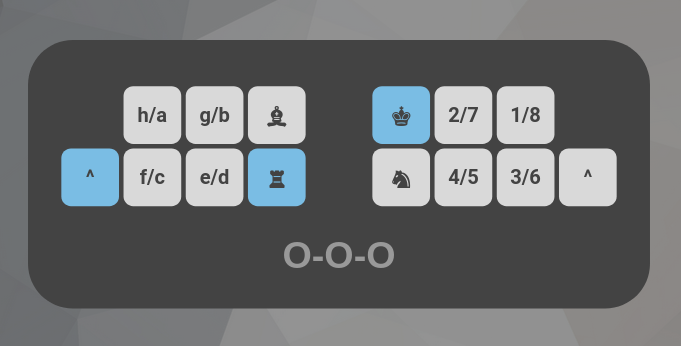 h/a g/b ♝ ♚ 2/7 1/8
^ f/c e/d ♜ ♞ 4/5 3/6 ^
O-O-O